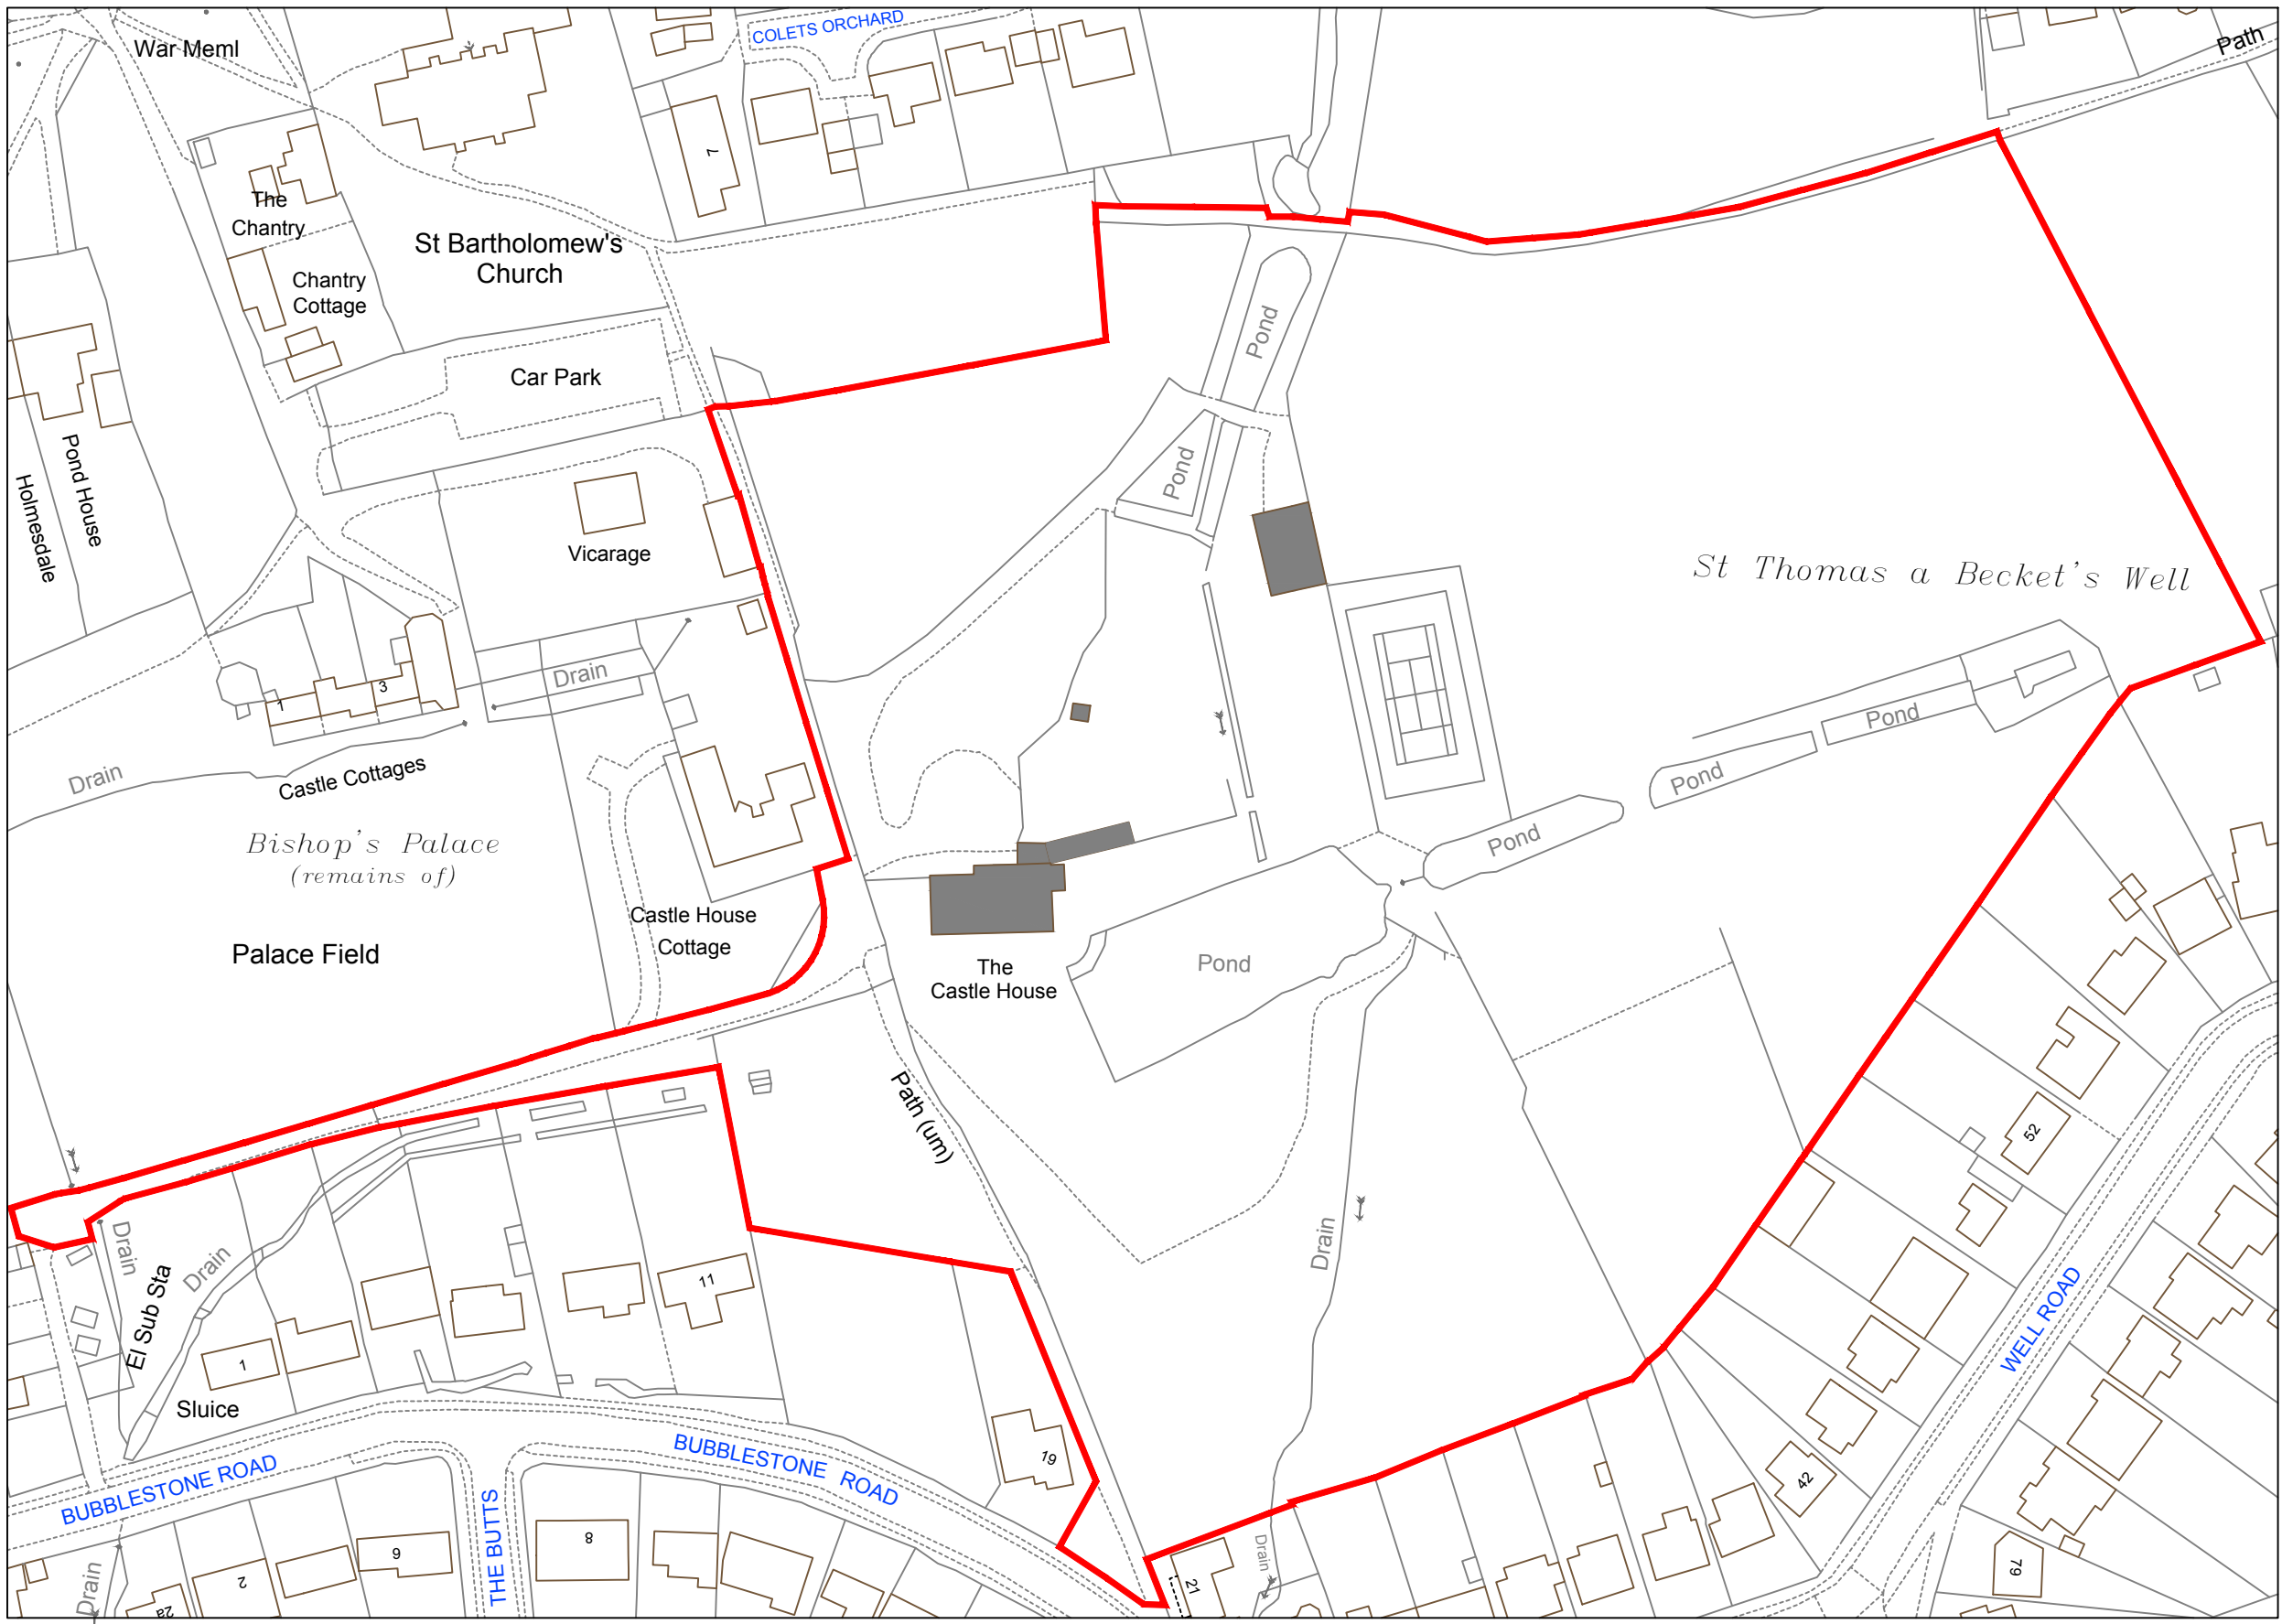 War Meml
COLETS ORCHARD
Path
7
The
Chantry
St Bartholomew's
Church
Chantry
Cottage
Pond
Car Park
Pond House
Holmesdale
Pond
Vicarage
St Thomas a Becket's Well
Drain
1
3
Pond
Drain
Castle Cottages
Pond
Bishop's Palace
(remains of)
Pond
Castle House
Cottage
Palace Field
The
Castle House
Pond
Path (um)
52
Drain
Drain
Drain
El Sub Sta
11
WELL ROAD
1
Sluice
19
42
BUBBLESTONE ROAD
BUBBLESTONE ROAD
THE BUTTS
8
9
2
2a
Drain
Drain
21
79